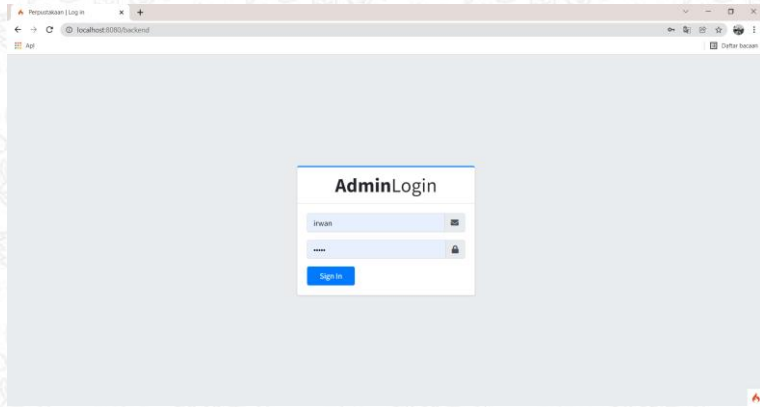 Perpustakaan | Log in
localhost:8080/backend
Apl
Daftar bacaan
AdminLogin
irwan
•••••
Sign In